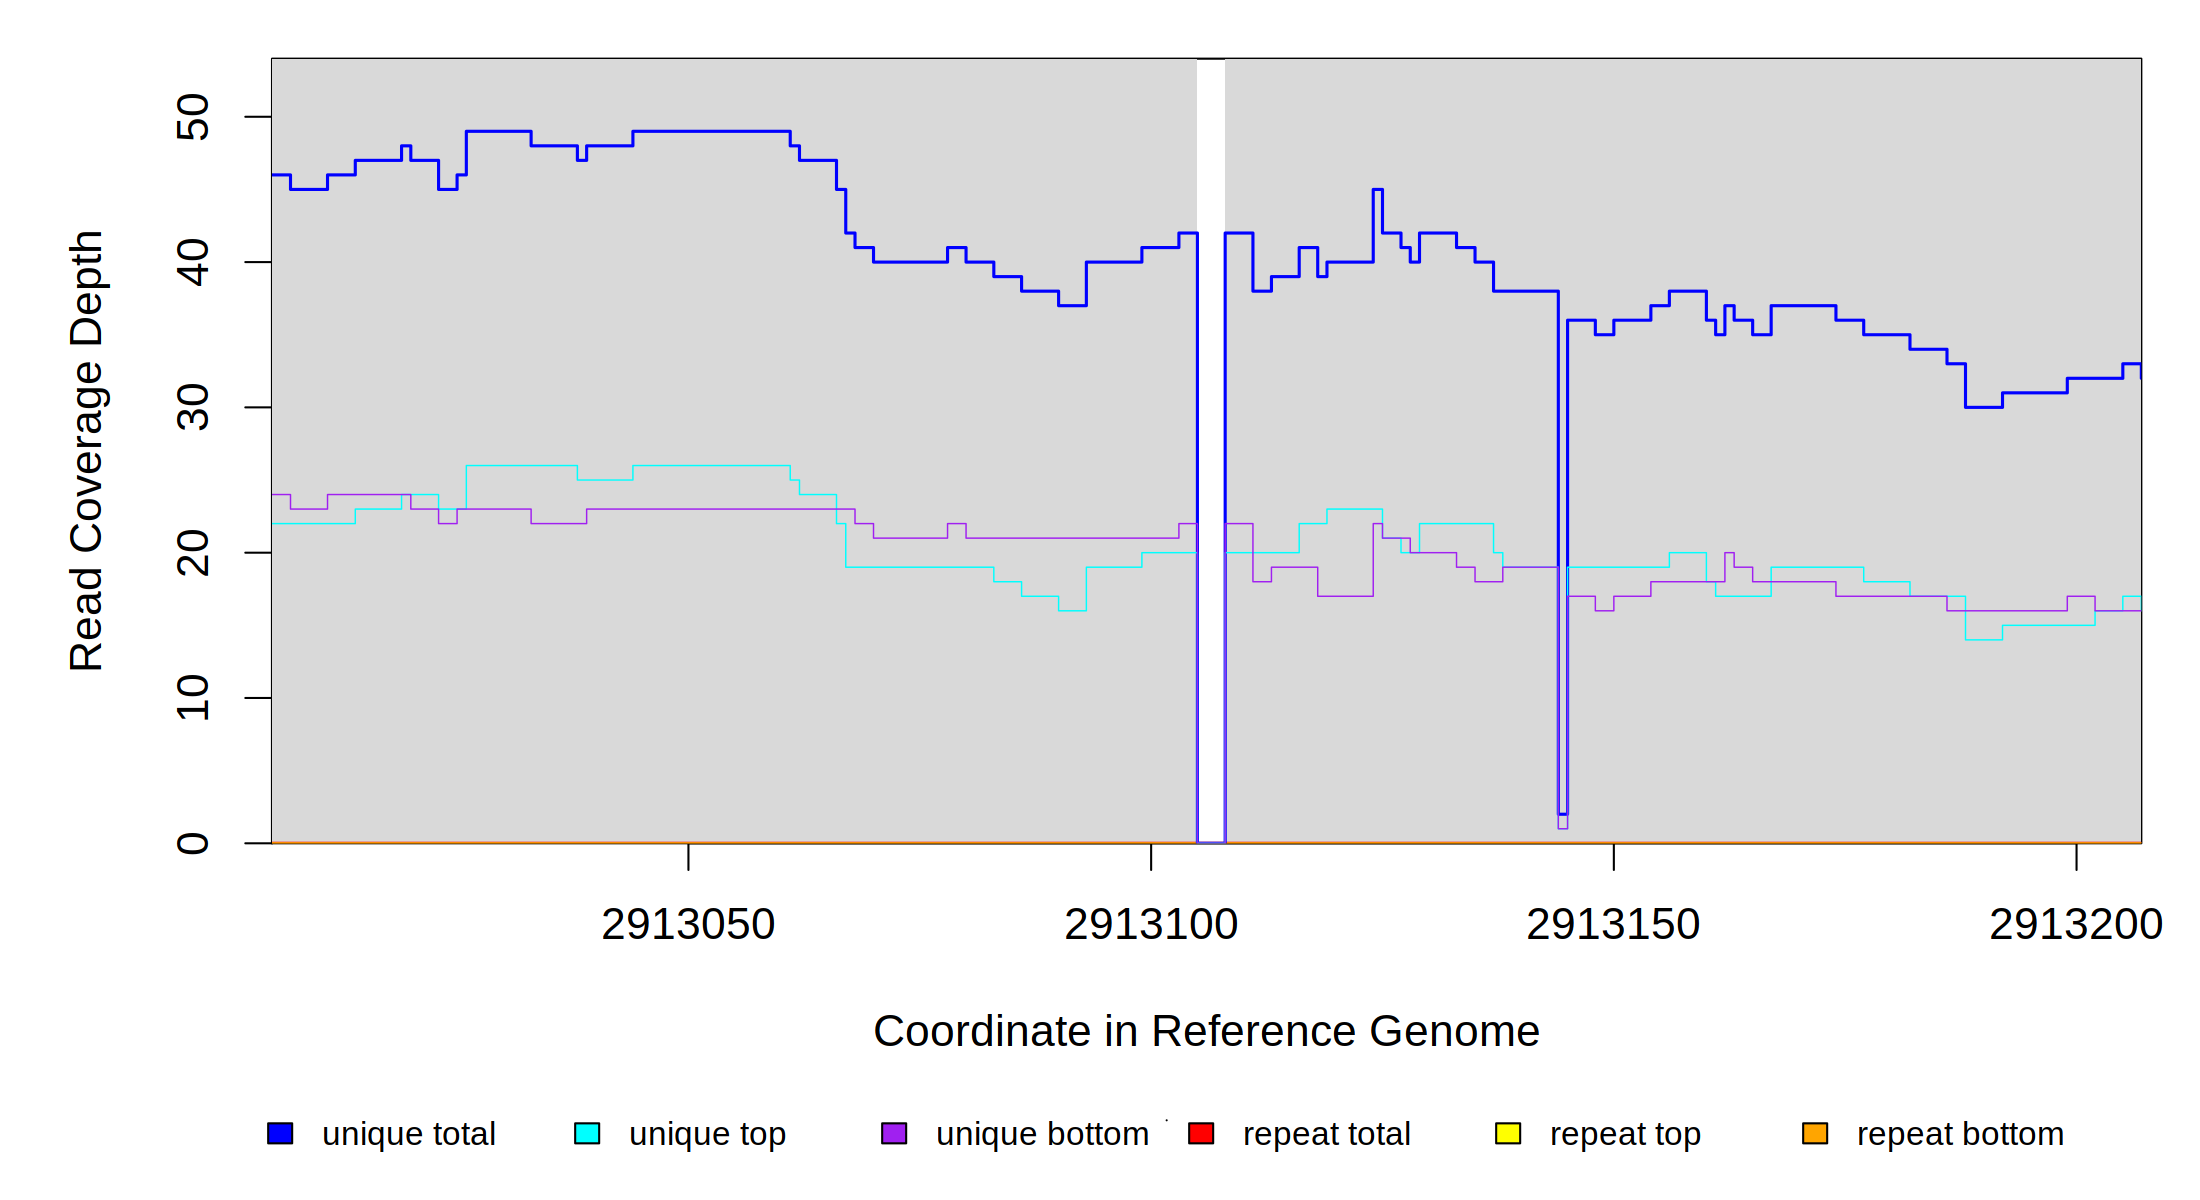 Read Coverage Depth
50
40
30
20
10
0
2913050 2913100 2913150 2913200
Coordinate in Reference Genome
unique total unique top unique bottom repeat total repeat top repeat bottom